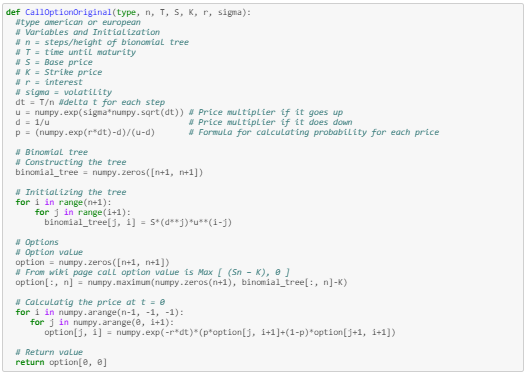 def CallOptionOriginal(type, n, T, S, K, r, sigma):
#type american or european
# Variables and Initialization
# n = steps/height of bionomial tree
# T = time until maturity
# S = Base price
# K = Strike price
# r = interest
# sigma = volatility
dt = T/n #delta t for each step
u = numpy.exp(sigma*numpy.sqrt(dt)) # Price multiplier if it goes up
d = 1/u # Price multiplier if it does down
p = (numpy.exp(r*dt)-d)/(u-d) # Formula for calculating probability for each price
# Binomial tree
# Constructing the tree
binomial_tree = numpy.zeros([n+1, n+1])
# Initializing the tree
for i in range(n+1):
for j in range(i+1):
binomial_tree[j, i] = S*(d**j)*u**(i-j)
# Options
# Option value
option = numpy.zeros([n+1, n+1])
# From wiki page call option value is Max [ (Sn − K), 0 ]
option[:, n] = numpy.maximum(numpy.zeros(n+1), binomial_tree[:, n]-K)
# Calculatig the price at t = 0
for i in numpy.arange(n-1, -1, -1):
for j in numpy.arange(0, i+1):
option[j, i] = numpy.exp(-r*dt)*(p*option[j, i+1]+(1-p)*option[j+1, i+1])
# Return value
return option[0, 0]